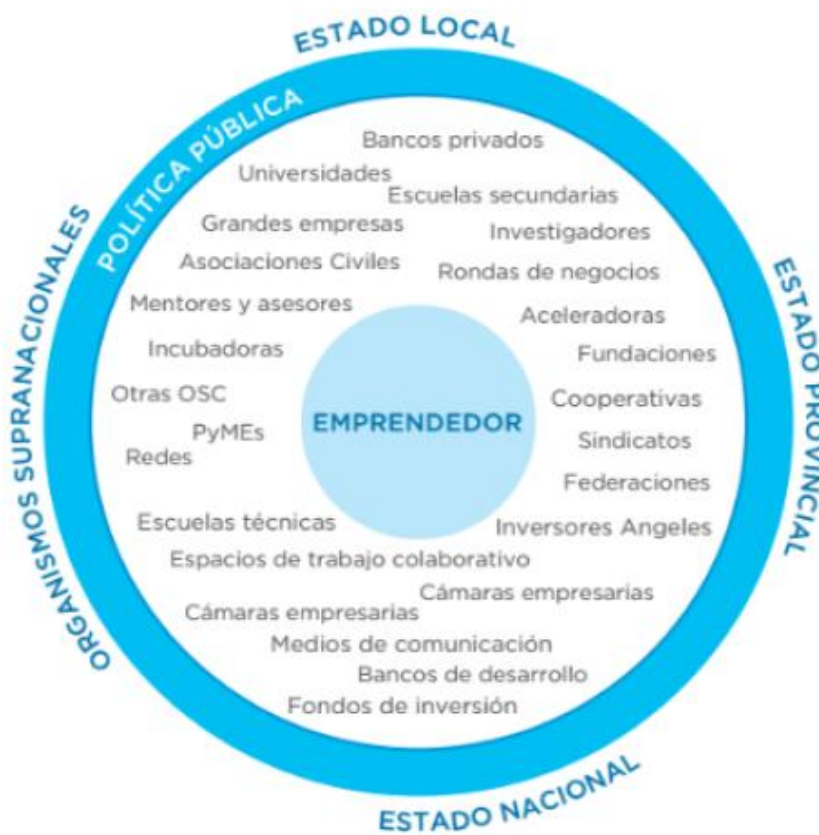 ESTADO LOCAL
POLÍTICA PÚBLICA
ORGANISMOS SUPRANACIONALES
ESTADO PROVINCIAL
Bancos privados
Universidades
Escuelas secundarias
Grandes empresas
Investigadores
Asociaciones Civiles
Rondas de negocios
Mentores y asesores
Aceleradoras
Incubadoras
Fundaciones
Otras OSC
Cooperativas
EMPRENDEDOR
PyMEs
Sindicatos
Redes
Federaciones
Escuelas técnicas
Inversores Angeles
Espacios de trabajo colaborativo
Cámaras empresarias
Cámaras empresarias
Medios de comunicación
Bancos de desarrollo
Fondos de inversión
ESTADO NACIONAL